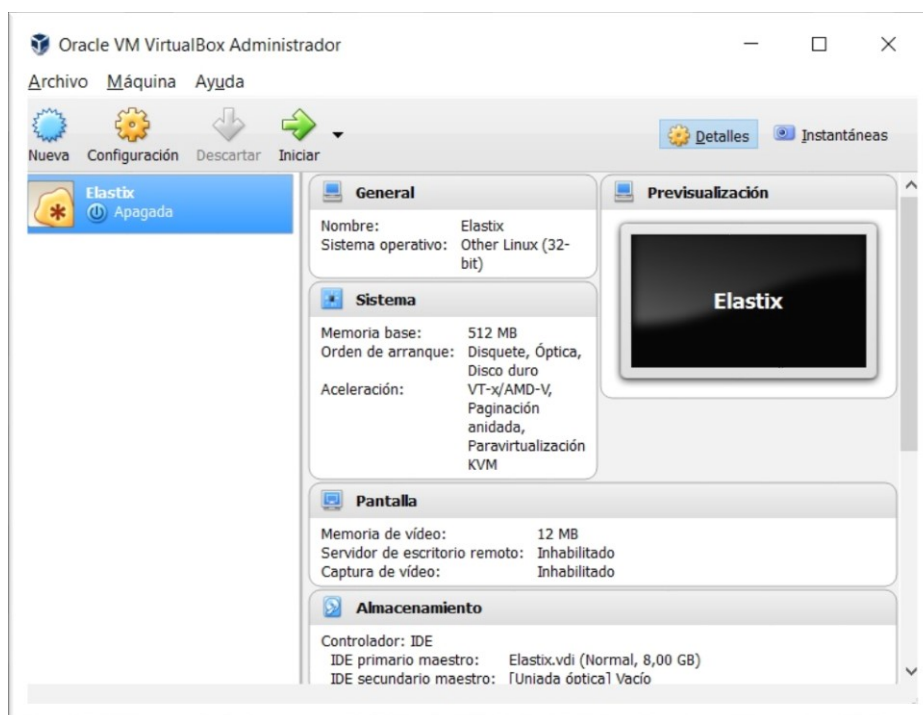 Oracle VM VirtualBox Administrador
Archivo Máquina Ayuda
Nueva Configuración Descartar Iniciar
Detalles Instantáneas
Elastix
Apagada
General
Nombre: Elastix
Sistema operativo: Other Linux (32-
bit)
Previsualización
Elastix
Sistema
Memoria base: 512 MB
Orden de arranque: Disquete, Óptica,
Disco duro
Aceleración: VT-x/AMD-V,
Paginación
anidada,
Paravirtualización
KVM
Pantalla
Memoria de vídeo: 12 MB
Servidor de escritorio remoto: Inhabilitado
Captura de vídeo: Inhabilitado
Almacenamiento
Controlador: IDE
IDE primario maestro: Elastix.vdi (Normal, 8,00 GB)
IDE secundario maestro: [Unidad óptica] Vacío